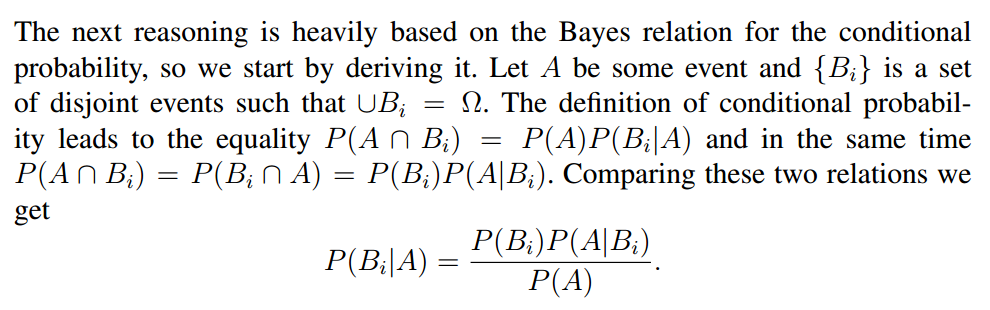 The next reasoning is heavily based on the Bayes relation for the conditional
probability, so we start by deriving it. Let A be some event and {B_i} is a set
of disjoint events such that ∪B_i = Ω. The definition of conditional probabil-
ity leads to the equality P(A ∩ B_i) = P(A)P(B_i|A) and in the same time
P(A ∩ B_i) = P(B_i ∩ A) = P(B_i)P(A|B_i). Comparing these two relations we
get
P(B_i|A) = \frac{P(B_i)P(A|B_i)}{P(A)}.